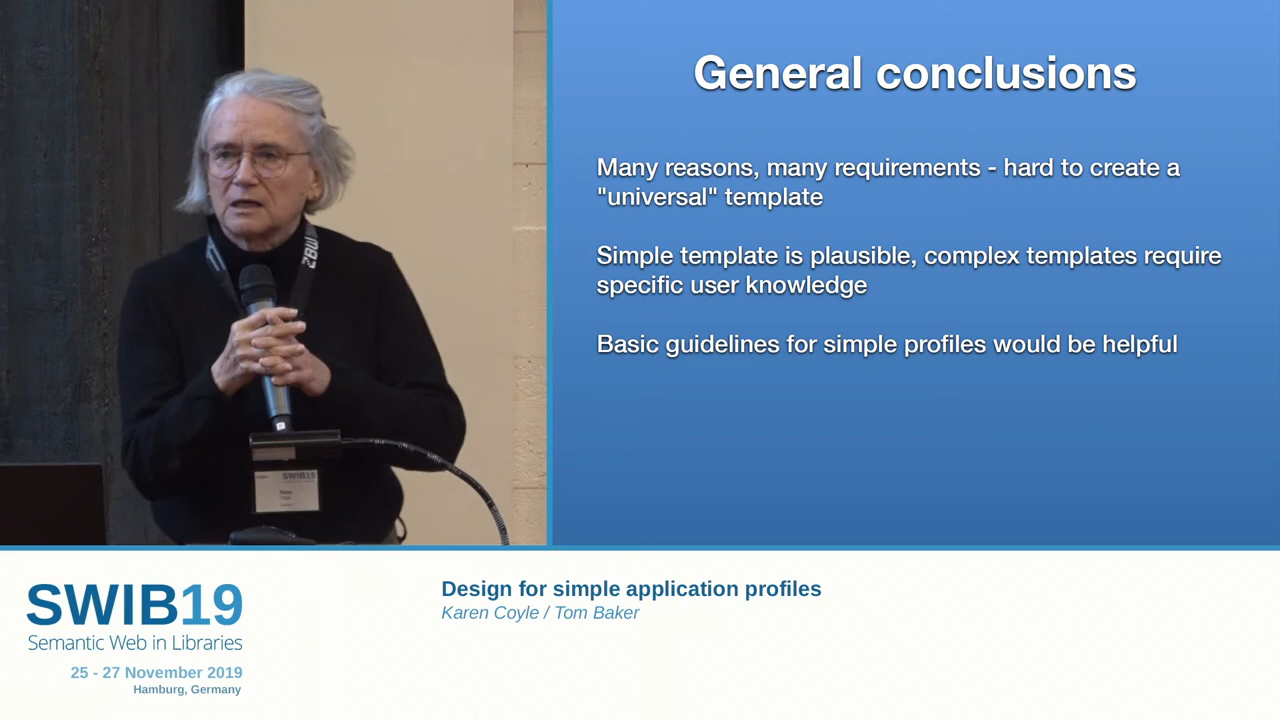 General conclusions
Many reasons, many requirements - hard to create a
"universal" template
Simple template is plausible, complex templates require
specific user knowledge
Basic guidelines for simple profiles would be helpful
ZBW
SWIB19
SWIB19
Semantic Web in Libraries
25 - 27 November 2019
Hamburg, Germany
Design for simple application profiles
Karen Coyle / Tom Baker